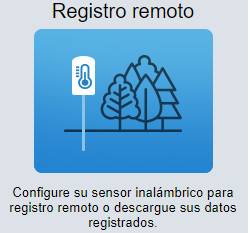 Registro remoto
Configure su sensor inalámbrico para
registro remoto o descargue sus datos
registrados.